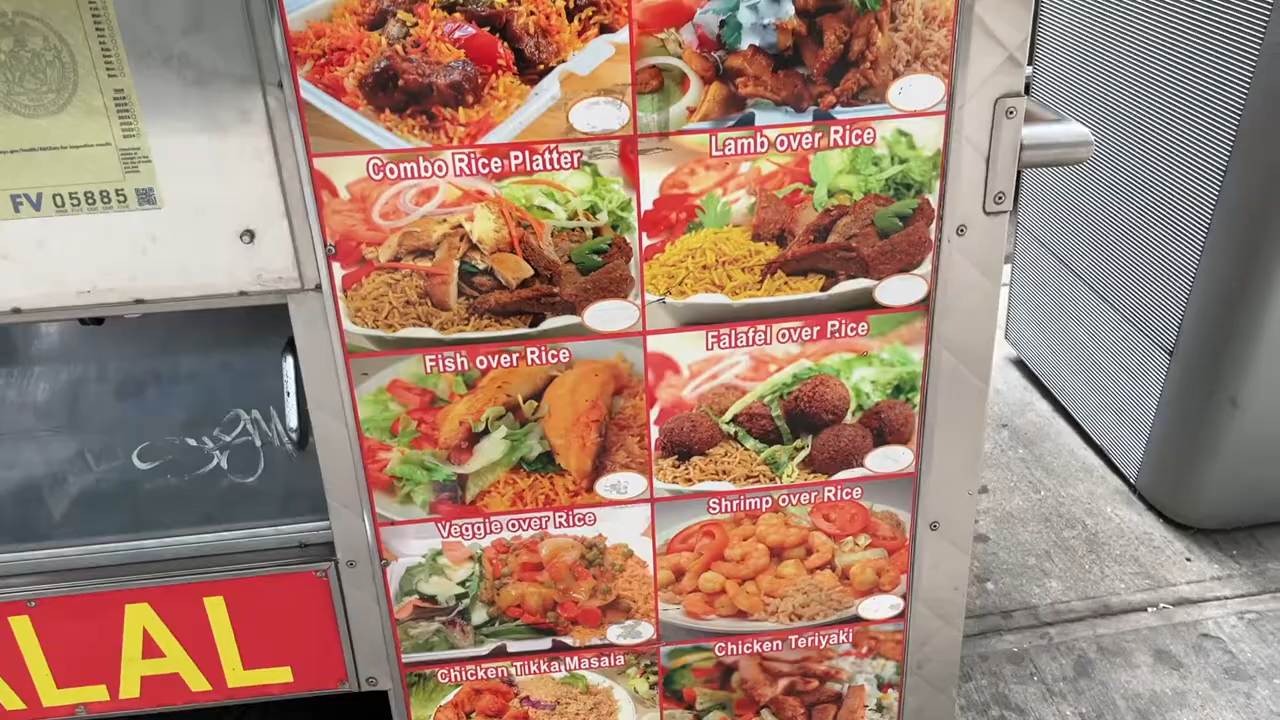 FV 05885
Combo Rice Platter
Lamb over Rice
Fish over Rice
Falafel over Rice
Veggie over Rice
Shrimp over Rice
Chicken Tikka Masala
Chicken Teriyaki
LAL